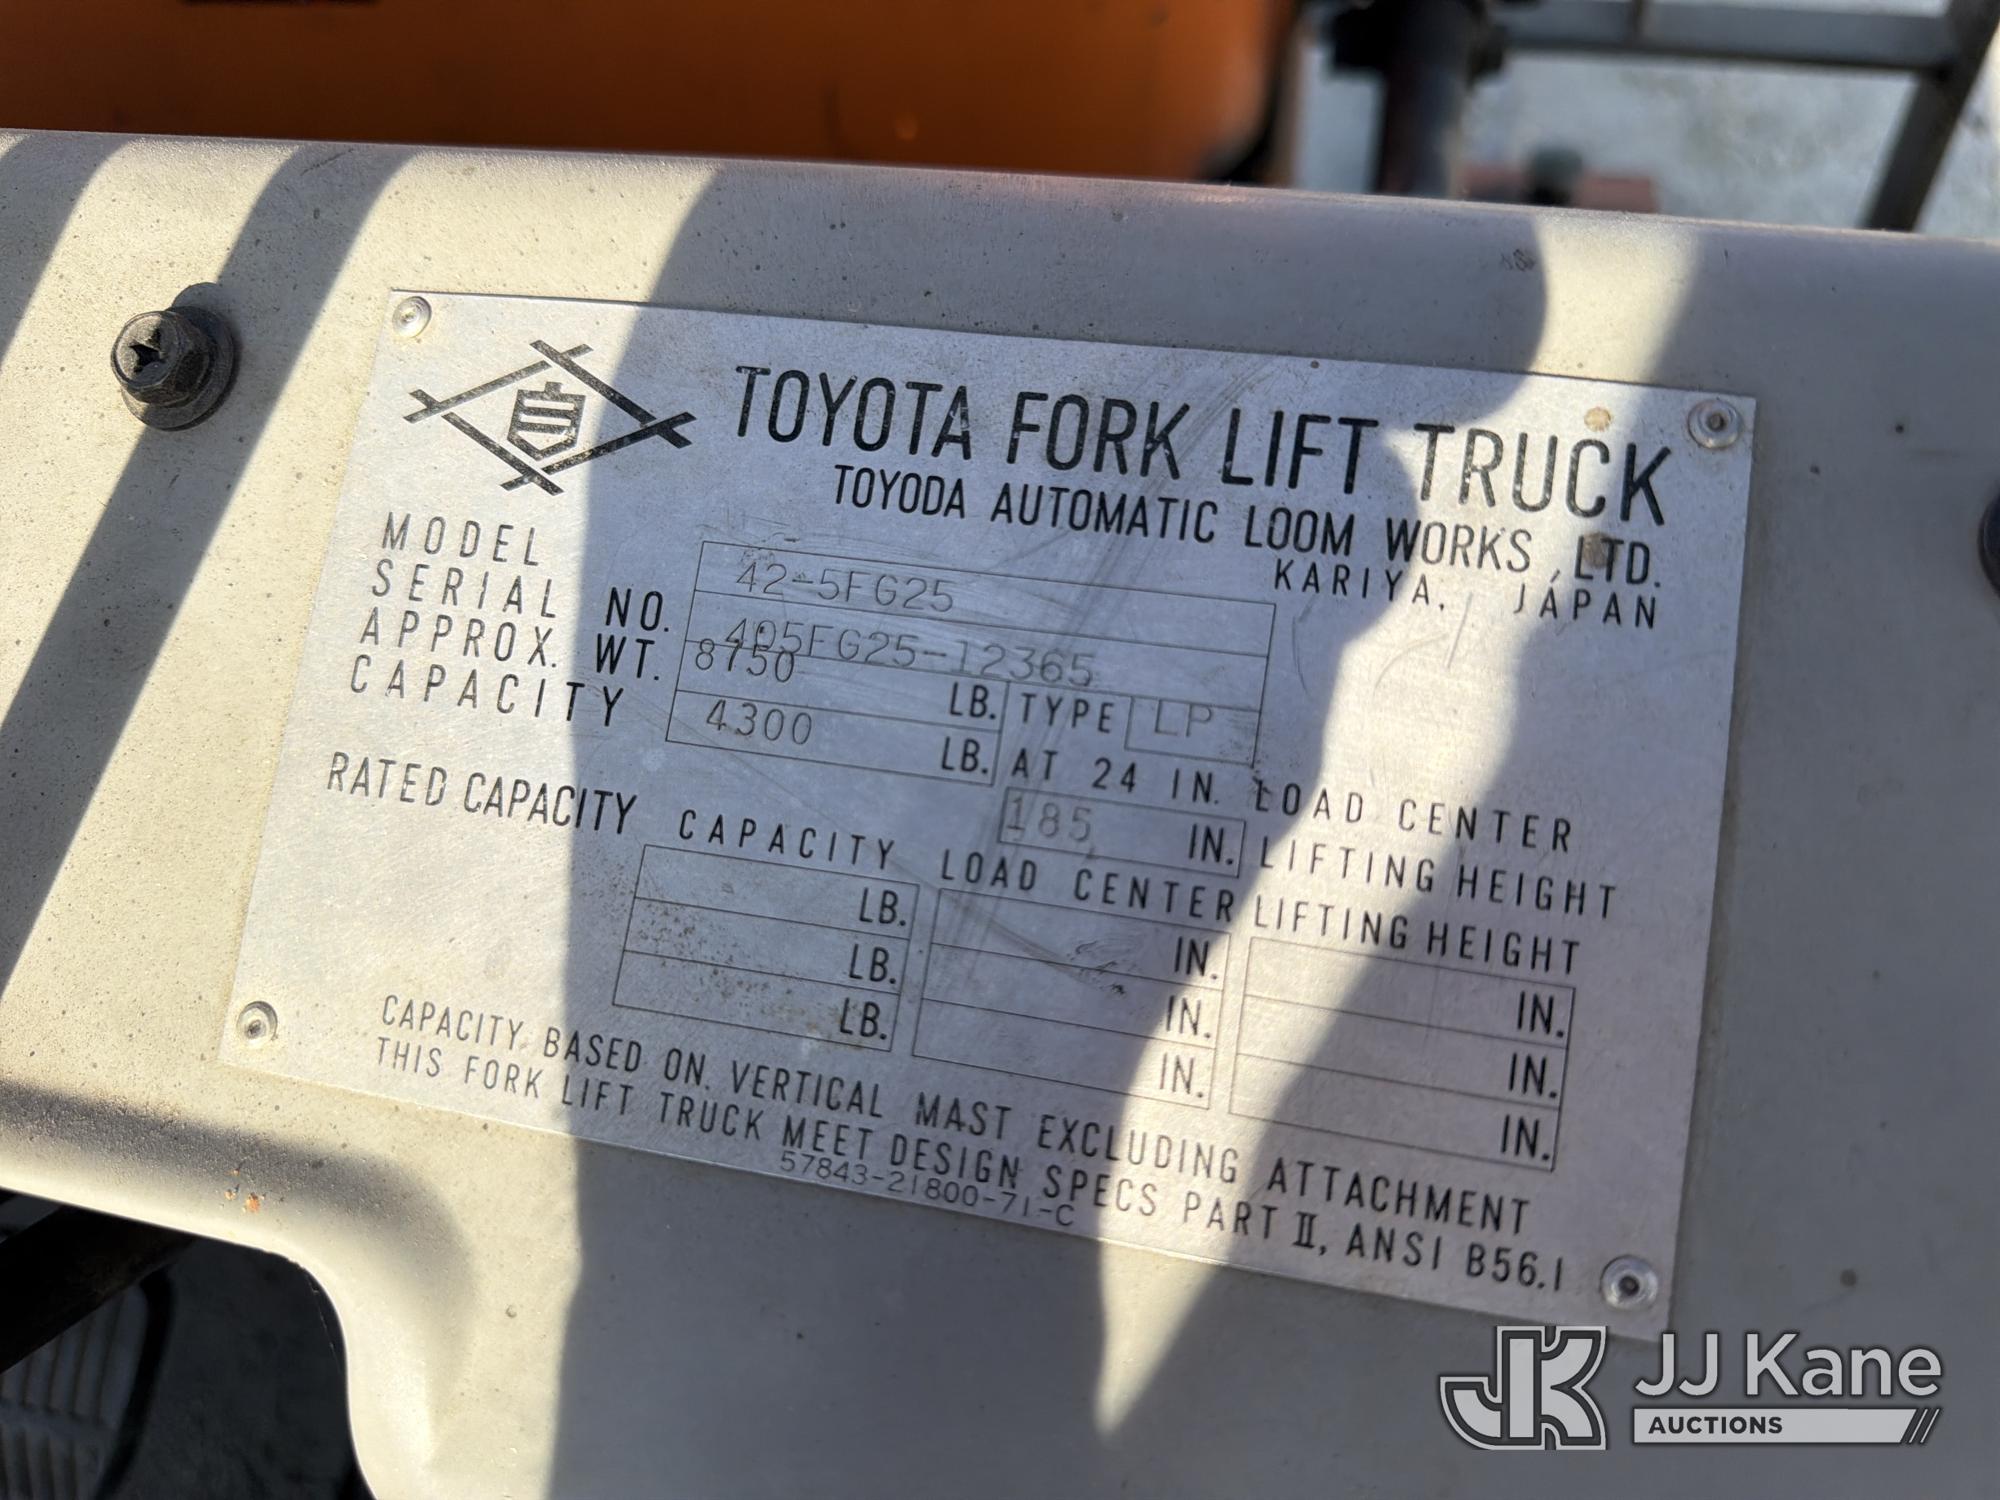 TOYOTA FORK LIFT TRUCK
TOYODA AUTOMATIC LOOM WORKS, LTD.
KARIYA, JAPAN
MODEL 42-5FG25
SERIAL NO. 405FG25-12365
APPROX. WT. 8750 LB. TYPE LP
CAPACITY 4300 LB. AT 24 IN. LOAD CENTER
185 IN. LIFTING HEIGHT
RATED CAPACITY CAPACITY LOAD CENTER LIFTING HEIGHT
LB. IN. IN.
LB. IN. IN.
LB. IN. IN.
CAPACITY BASED ON VERTICAL MAST EXCLUDING ATTACHMENT
THIS FORK LIFT TRUCK MEET DESIGN SPECS PART II, ANSI B56.1
57843-21800-71-C
JK JJ Kane
AUCTIONS